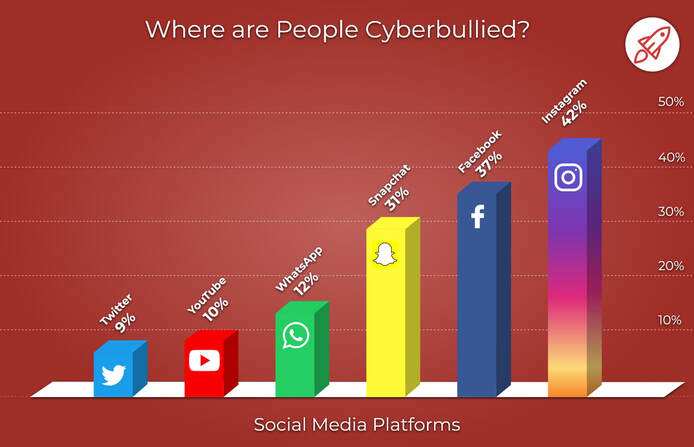 Where are People Cyberbullied?
50%
40%
30%
20%
10%
Twitter
9%
YouTube
10%
WhatsApp
12%
Snapchat
31%
Facebook
37%
Instagram
42%
Social Media Platforms